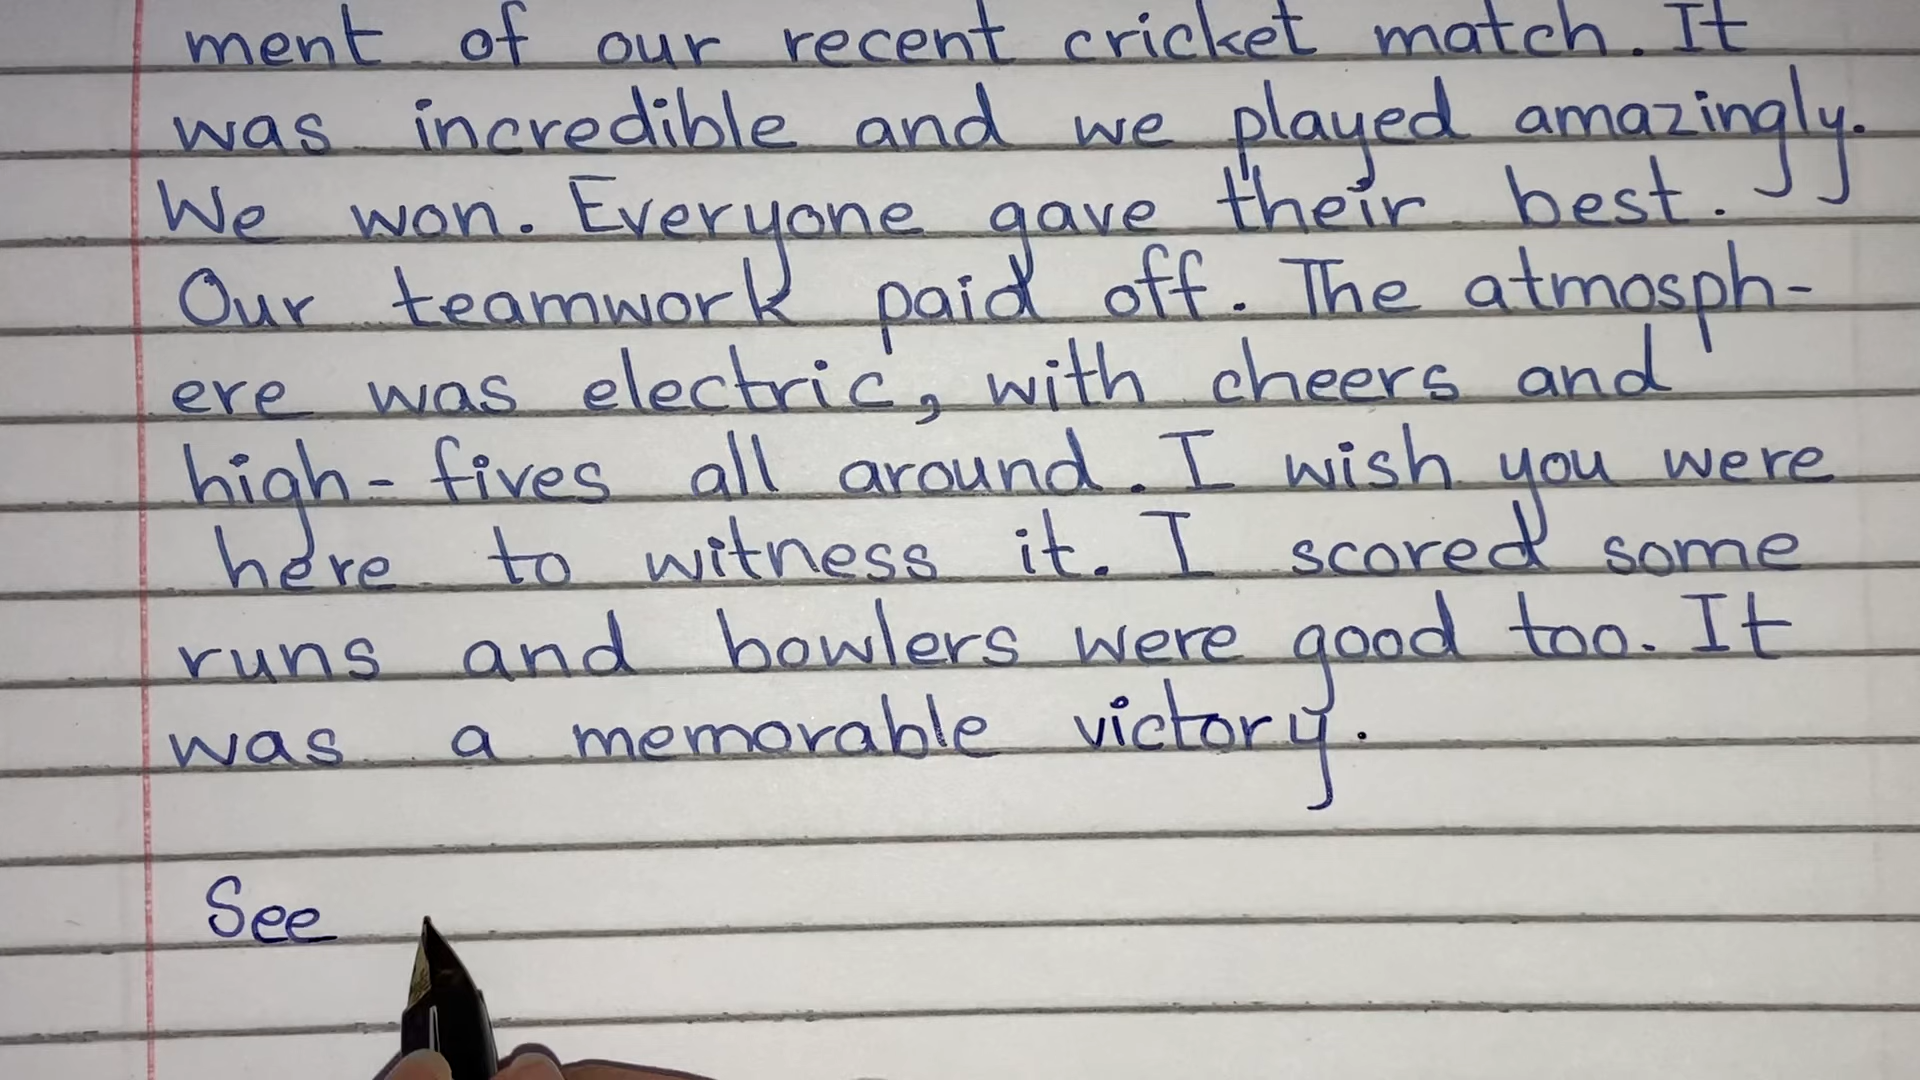 ment of our recent cricket match. It
was incredible and we played amazingly.
We won. Everyone gave their best.
Our teamwork paid off. The atmosph-
ere was electric, with cheers and
high-fives all around. I wish you were
here to witness it. I scored some
runs and bowlers were good too. It
was a memorable victory.
See